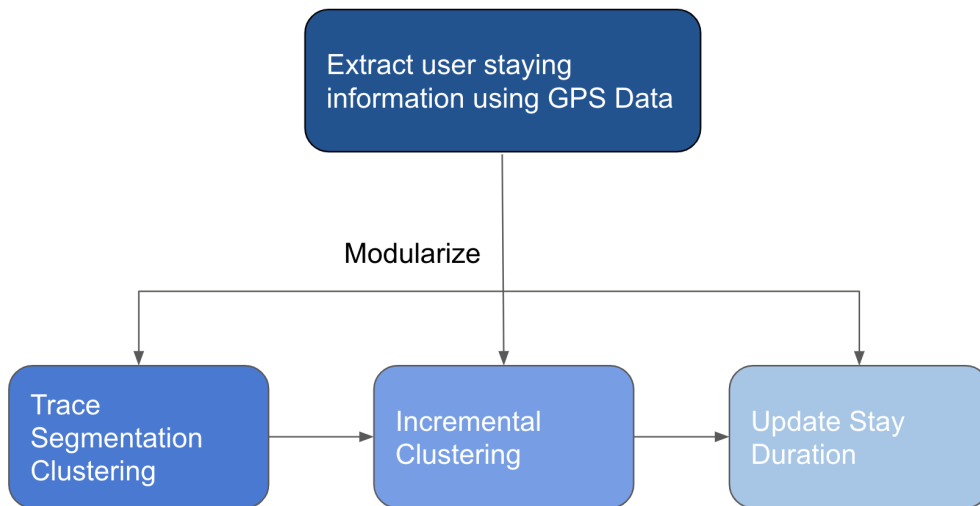 Extract user staying
information using GPS Data
Modularize
Trace
Segmentation
Clustering
Incremental
Clustering
Update Stay
Duration